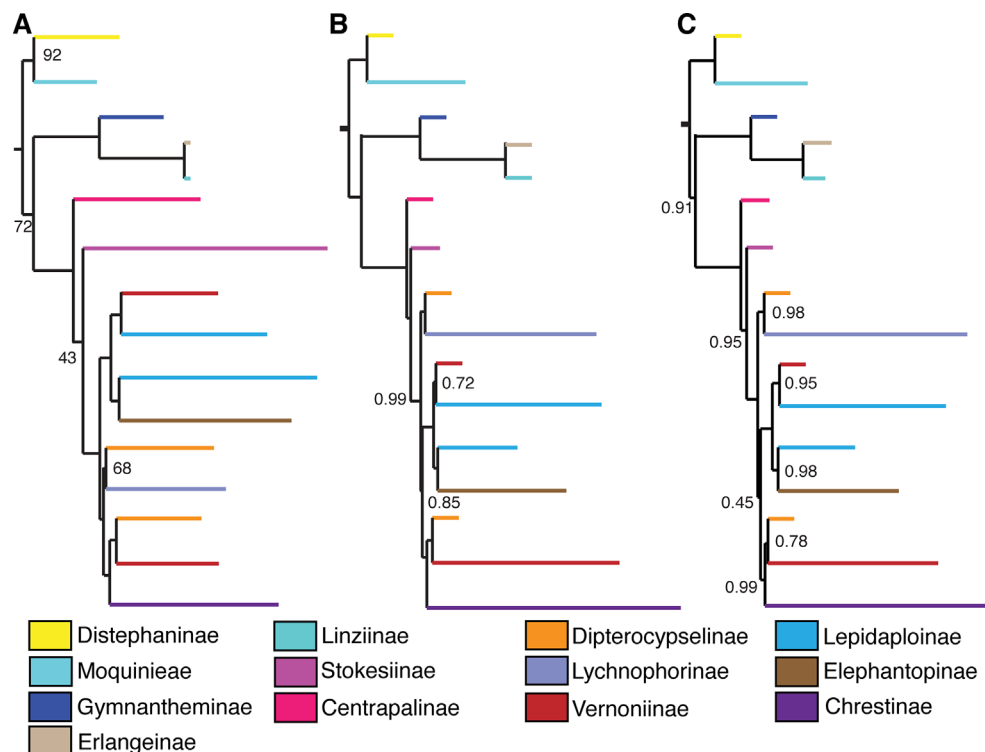 A
B
C
92
72
0.91
43
0.95
0.98
0.99
0.72
0.95
68
0.85
0.98
0.45
0.78
0.99
Distephaninae
Linziinae
Dipterocypselinae
Lepidaploinae
Moquinieae
Stokesiinae
Lychnophorinae
Elephantopinae
Gymnantheminae
Centrapalinae
Vernoniinae
Chrestinae
Erlangeinae